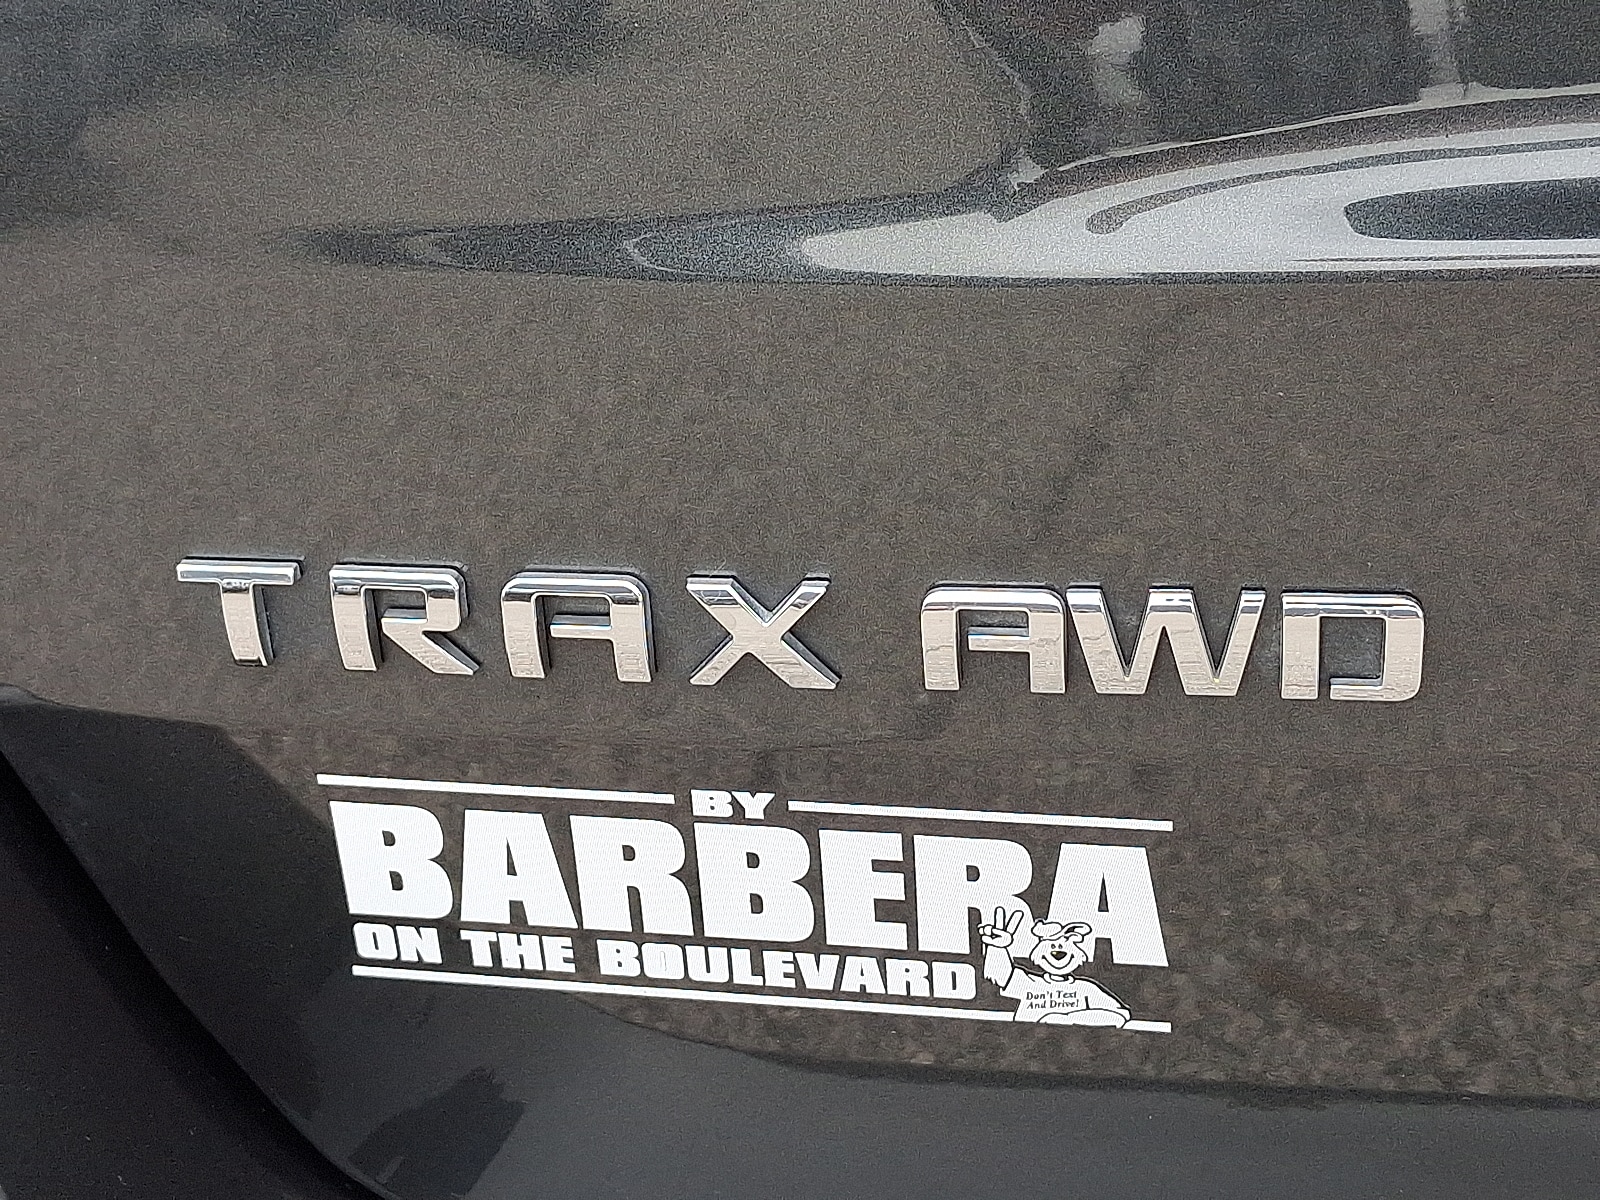 TRAX AWD
BY
BARBERA
ON THE BOULEVARD
Don't Text
And Drive!